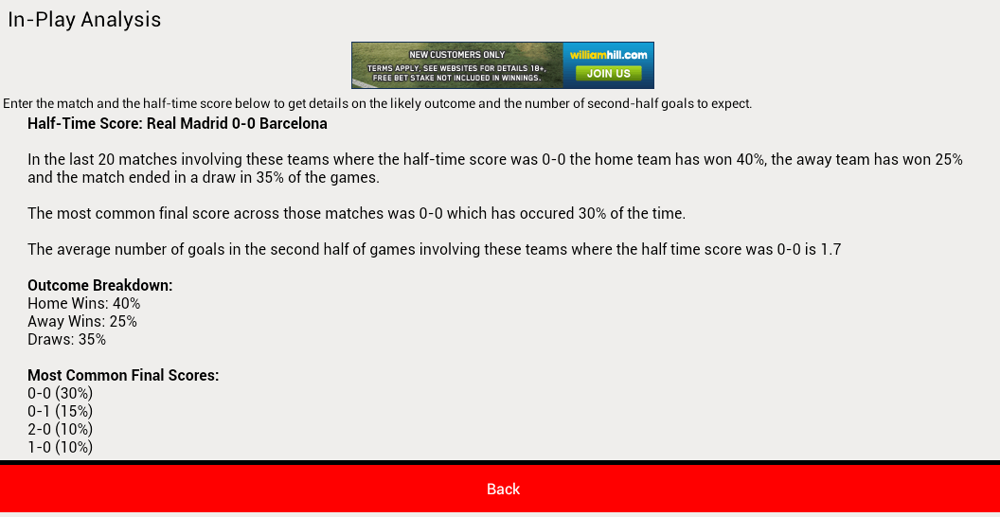 In-Play Analysis
NEW CUSTOMERS ONLY
TERMS APPLY, SEE WEBSITES FOR DETAILS 18+,
FREE BET STAKE NOT INCLUDED IN WINNINGS.
williamhill.com
JOIN US
Enter the match and the half-time score below to get details on the likely outcome and the number of second-half goals to expect.
Half-Time Score: Real Madrid 0-0 Barcelona
In the last 20 matches involving these teams where the half-time score was 0-0 the home team has won 40%, the away team has won 25%
and the match ended in a draw in 35% of the games.
The most common final score across those matches was 0-0 which has occured 30% of the time.
The average number of goals in the second half of games involving these teams where the half time score was 0-0 is 1.7
Outcome Breakdown:
Home Wins: 40%
Away Wins: 25%
Draws: 35%
Most Common Final Scores:
0-0 (30%)
0-1 (15%)
2-0 (10%)
1-0 (10%)
Back